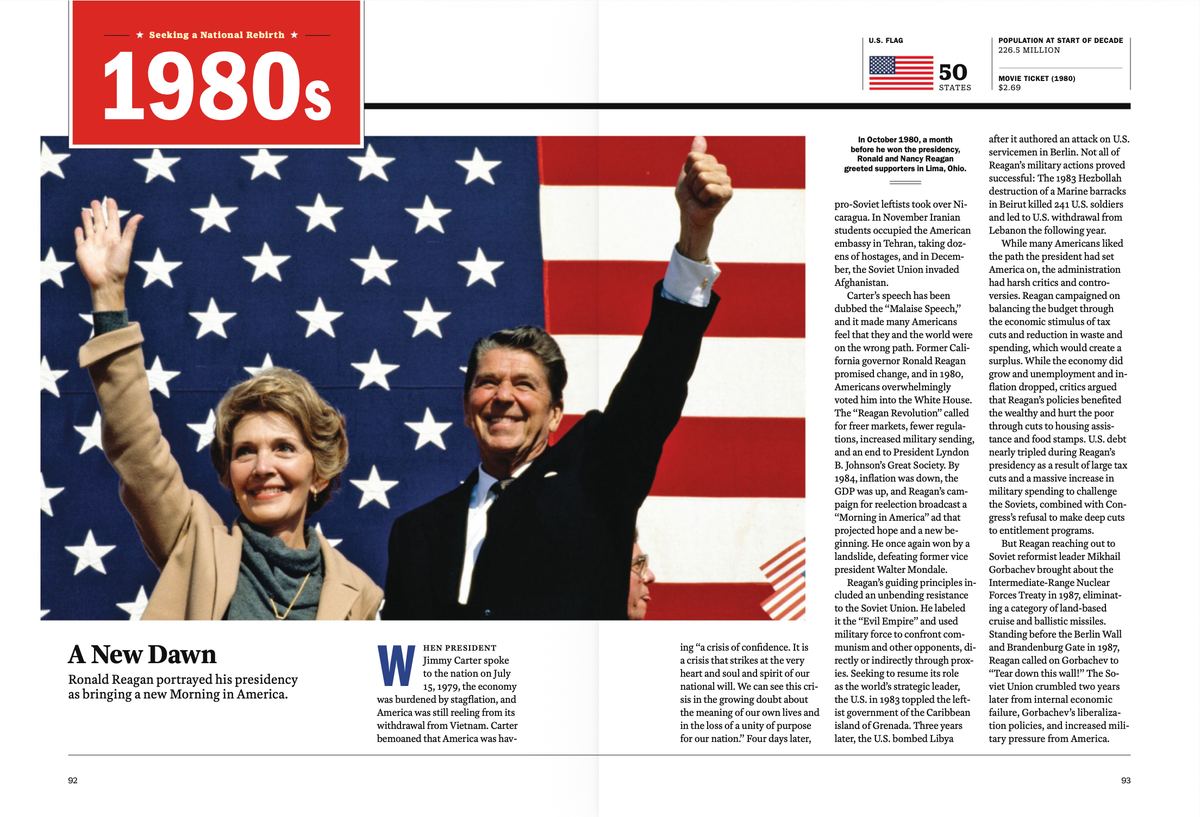 ★ Seeking a National Rebirth ★
1980s
U.S. FLAG
50
STATES
POPULATION AT START OF DECADE
226.5 MILLION
MOVIE TICKET (1980)
$2.69
In October 1980, a month
before he won the presidency,
Ronald and Nancy Reagan
greeted supporters in Lima, Ohio.
A New Dawn
Ronald Reagan portrayed his presidency
as bringing a new Morning in America.
WHEN PRESIDENT
Jimmy Carter spoke
to the nation on July
15, 1979, the economy
was burdened by stagflation, and
America was still reeling from its
withdrawal from Vietnam. Carter
bemoaned that America was hav-
ing “a crisis of confidence. It is
a crisis that strikes at the very
heart and soul and spirit of our
national will. We can see this cri-
sis in the growing doubt about
the meaning of our own lives and
in the loss of a unity of purpose
for our nation.” Four days later,
pro-Soviet leftists took over Ni-
caragua. In November Iranian
students occupied the American
embassy in Tehran, taking doz-
ens of hostages, and in Decem-
ber, the Soviet Union invaded
Afghanistan.
Carter’s speech has been
dubbed the “Malaise Speech,”
and it made many Americans
feel that they and the world were
on the wrong path. Former Cali-
fornia governor Ronald Reagan
promised change, and in 1980,
Americans overwhelmingly
voted him into the White House.
The “Reagan Revolution” called
for freer markets, fewer regula-
tions, increased military sending,
and an end to President Lyndon
B. Johnson’s Great Society. By
1984, inflation was down, the
GDP was up, and Reagan’s cam-
paign for reelection broadcast a
“Morning in America” ad that
projected hope and a new be-
ginning. He once again won by a
landslide, defeating former vice
president Walter Mondale.
Reagan’s guiding principles in-
cluded an unbending resistance
to the Soviet Union. He labeled
it the “Evil Empire” and used
military force to confront com-
munism and other opponents, di-
rectly or indirectly through prox-
ies. Seeking to resume its role
as the world’s strategic leader,
the U.S. in 1983 toppled the left-
ist government of the Caribbean
island of Grenada. Three years
later, the U.S. bombed Libya
after it authored an attack on U.S.
servicemen in Berlin. Not all of
Reagan’s military actions proved
successful: The 1983 Hezbollah
destruction of a Marine barracks
in Beirut killed 241 U.S. soldiers
and led to U.S. withdrawal from
Lebanon the following year.
While many Americans liked
the path the president had set
America on, the administration
had harsh critics and contro-
versies. Reagan campaigned on
balancing the budget through
the economic stimulus of tax
cuts and reduction in waste and
spending, which would create a
surplus. While the economy did
grow and unemployment and in-
flation dropped, critics argued
that Reagan’s policies benefited
the wealthy and hurt the poor
through cuts to housing assis-
tance and food stamps. U.S. debt
nearly tripled during Reagan’s
presidency as a result of large tax
cuts and a massive increase in
military spending to challenge
the Soviets, combined with Con-
gress’s refusal to make deep cuts
to entitlement programs.
But Reagan reaching out to
Soviet reformist leader Mikhail
Gorbachev brought about the
Intermediate-Range Nuclear
Forces Treaty in 1987, eliminat-
ing a category of land-based
cruise and ballistic missiles.
Standing before the Berlin Wall
and Brandenburg Gate in 1987,
Reagan called on Gorbachev to
“Tear down this wall!” The So-
viet Union crumbled two years
later from internal economic
failure, Gorbachev’s liberaliza-
tion policies, and increased mili-
tary pressure from America.
92
93